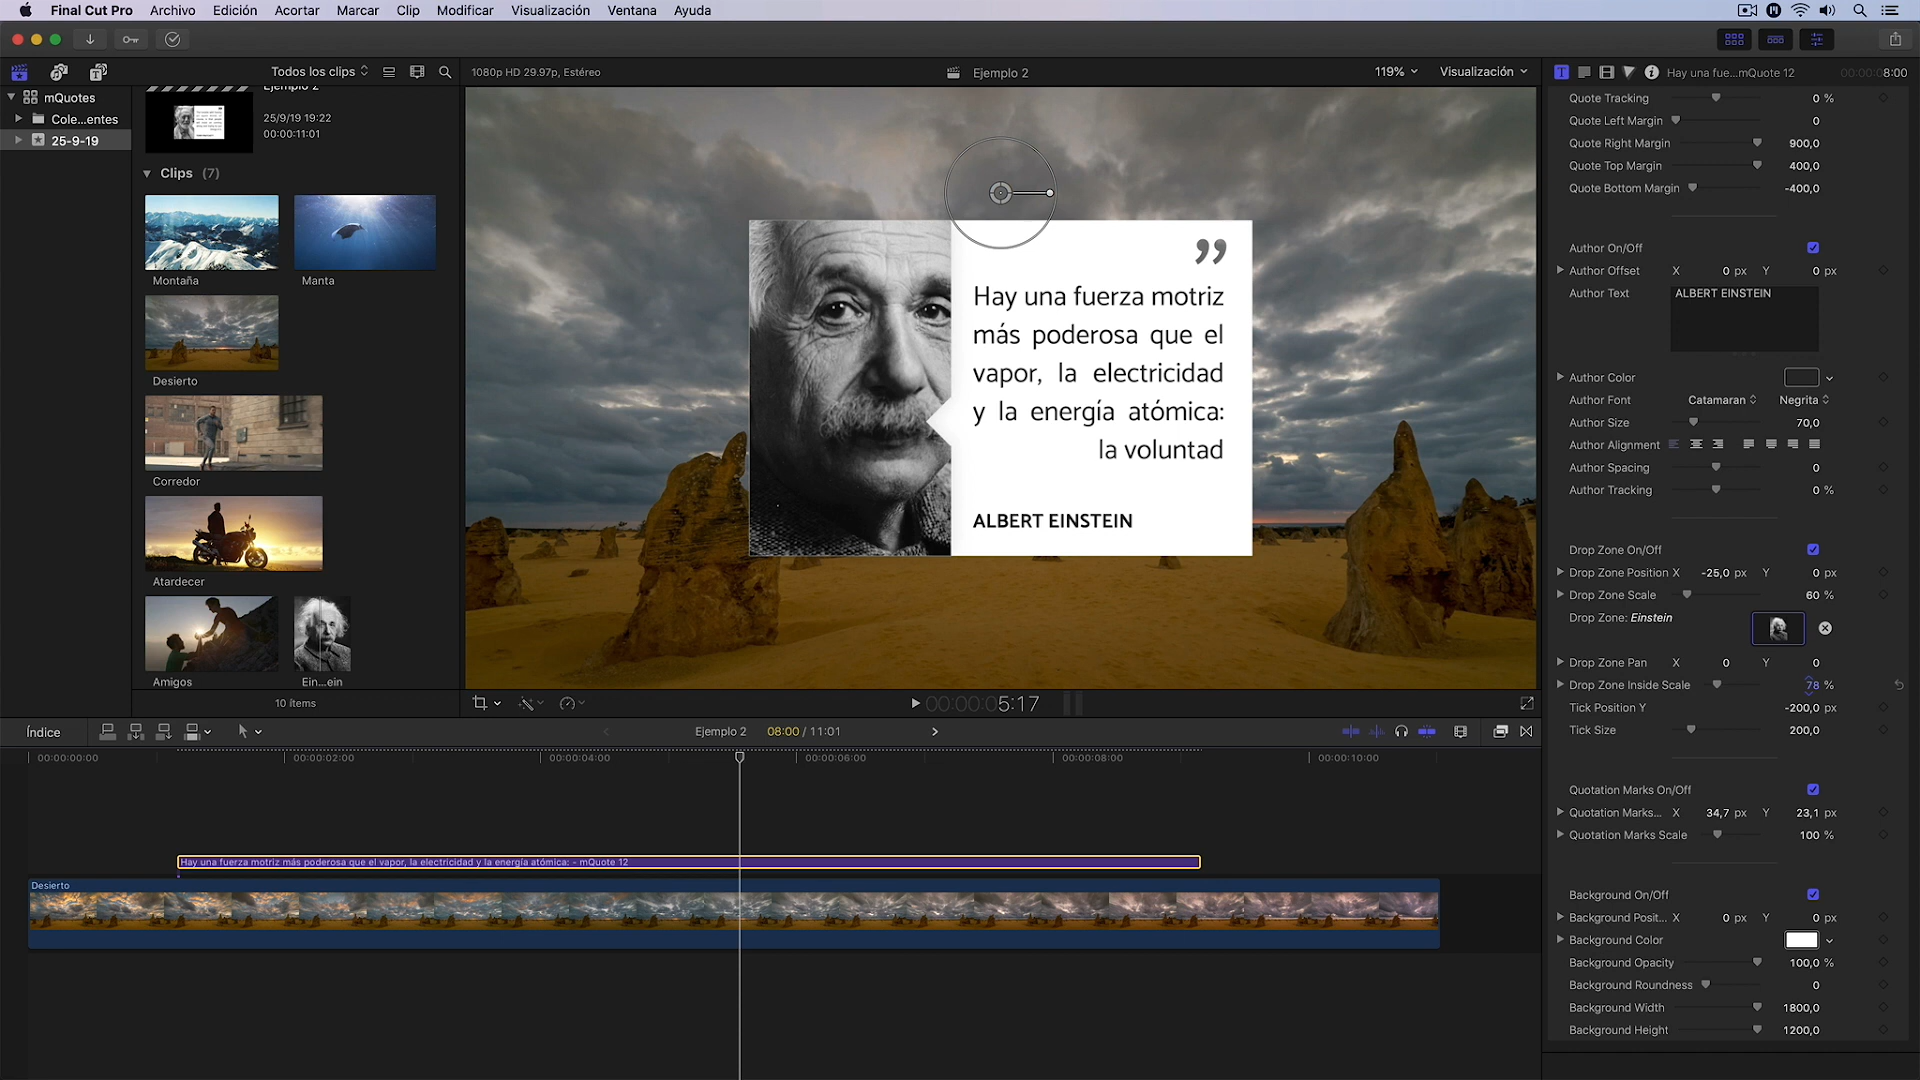 Final Cut Pro Archivo Edición Acortar Marcar Clip Modificar Visualización Ventana Ayuda
Todos los clips
1080p HD 29.97p, Estéreo
Ejemplo 2
119%
Visualización
Hay una fue...mQuote 12
00:00:08:00
mQuotes
Cole...entes
25-9-19
Ejemplo 2
25/9/19 19:22
00:00:11:01
Clips (7)
Montaña
Manta
Desierto
Corredor
Atardecer
Amigos
Ein...ein
10 ítems
”
Hay una fuerza motriz
más poderosa que el
vapor, la electricidad
y la energía atómica:
la voluntad
ALBERT EINSTEIN
00:00:05:17
Quote Tracking 0 %
Quote Left Margin 0
Quote Right Margin 900,0
Quote Top Margin 400,0
Quote Bottom Margin -400,0
Author On/Off
Author Offset X 0 px Y 0 px
Author Text ALBERT EINSTEIN
Author Color
Author Font Catamaran Negrita
Author Size 70,0
Author Alignment
Author Spacing 0
Author Tracking 0 %
Drop Zone On/Off
Drop Zone Position X -25,0 px Y 0 px
Drop Zone Scale 60 %
Drop Zone: Einstein
Drop Zone Pan X 0 Y 0
Drop Zone Inside Scale 78 %
Tick Position Y -200,0 px
Tick Size 200,0
Quotation Marks On/Off
Quotation Marks... X 34,7 px Y 23,1 px
Quotation Marks Scale 100 %
Background On/Off
Background Posit... X 0 px Y 0 px
Background Color
Background Opacity 100,0 %
Background Roundness 0
Background Width 1800,0
Background Height 1200,0
Índice
Ejemplo 2 08:00 / 11:01
00:00:00:00 00:00:02:00 00:00:04:00 00:00:06:00 00:00:08:00 00:00:10:00
Hay una fuerza motriz más poderosa que el vapor, la electricidad y la energía atómica: - mQuote 12
Desierto